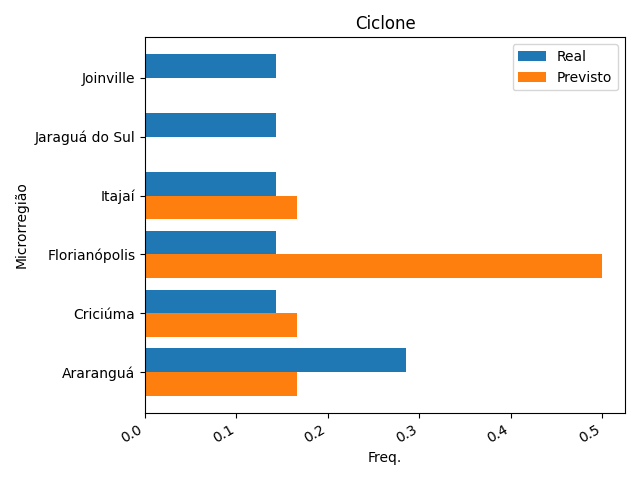 Ciclone
Real
Previsto
Microrregião
Joinville
Jaraguá do Sul
Itajaí
Florianópolis
Criciúma
Araranguá
0.0
0.1
0.2
0.3
0.4
0.5
Freq.